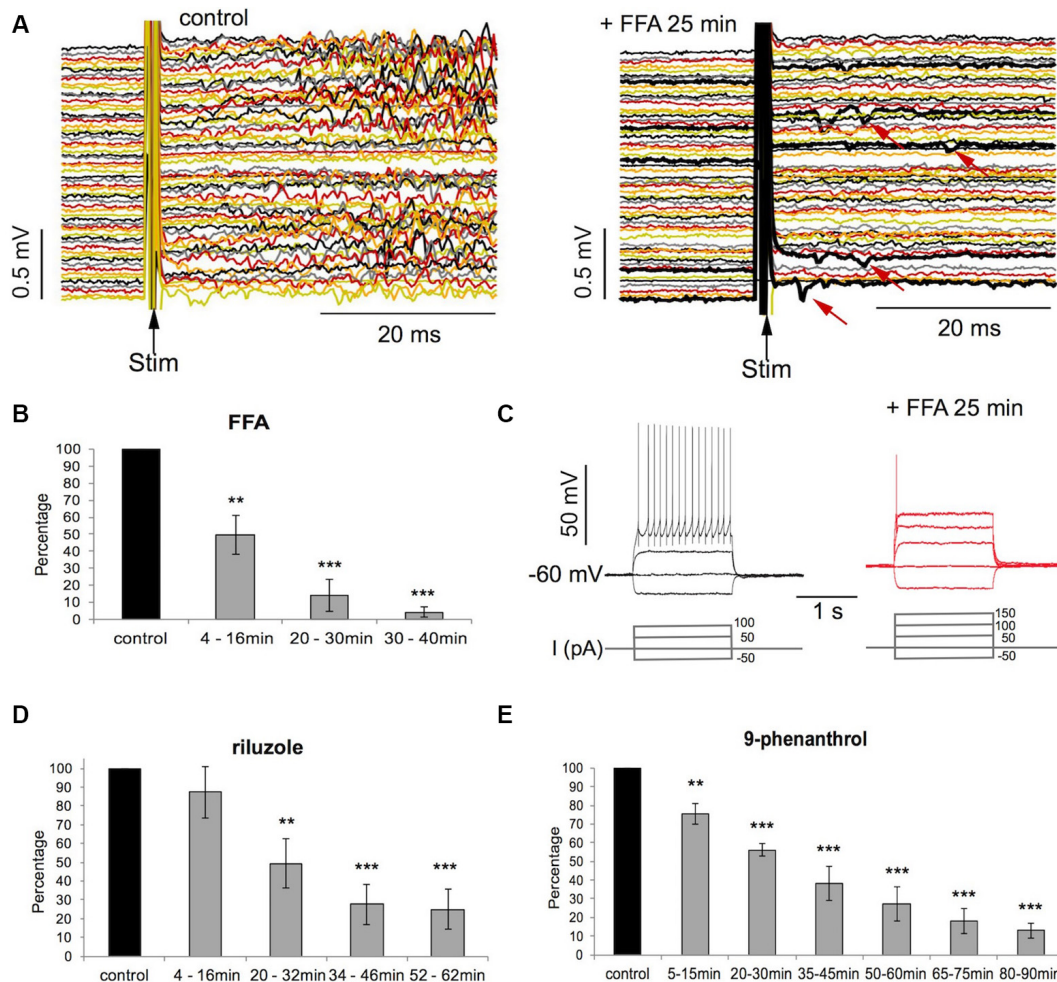 A
control
+ FFA 25 min
0.5 mV
20 ms
Stim
0.5 mV
20 ms
Stim
B
FFA
Percentage
100
90
80
70
60
50
40
30
20
10
0
**
***
***
control 4 - 16min 20 - 30min 30 - 40min
C
+ FFA 25 min
50 mV
-60 mV
1 s
I (pA)
100
50
-50
150
100
50
-50
D
riluzole
Percentage
100
90
80
70
60
50
40
30
20
10
0
**
***
***
control 4 - 16min 20 - 32min 34 - 46min 52 - 62min
E
9-phenanthrol
Percentage
100
90
80
70
60
50
40
30
20
10
0
**
***
***
***
***
***
control 5-15min 20-30min 35-45min 50-60min 65-75min 80-90min